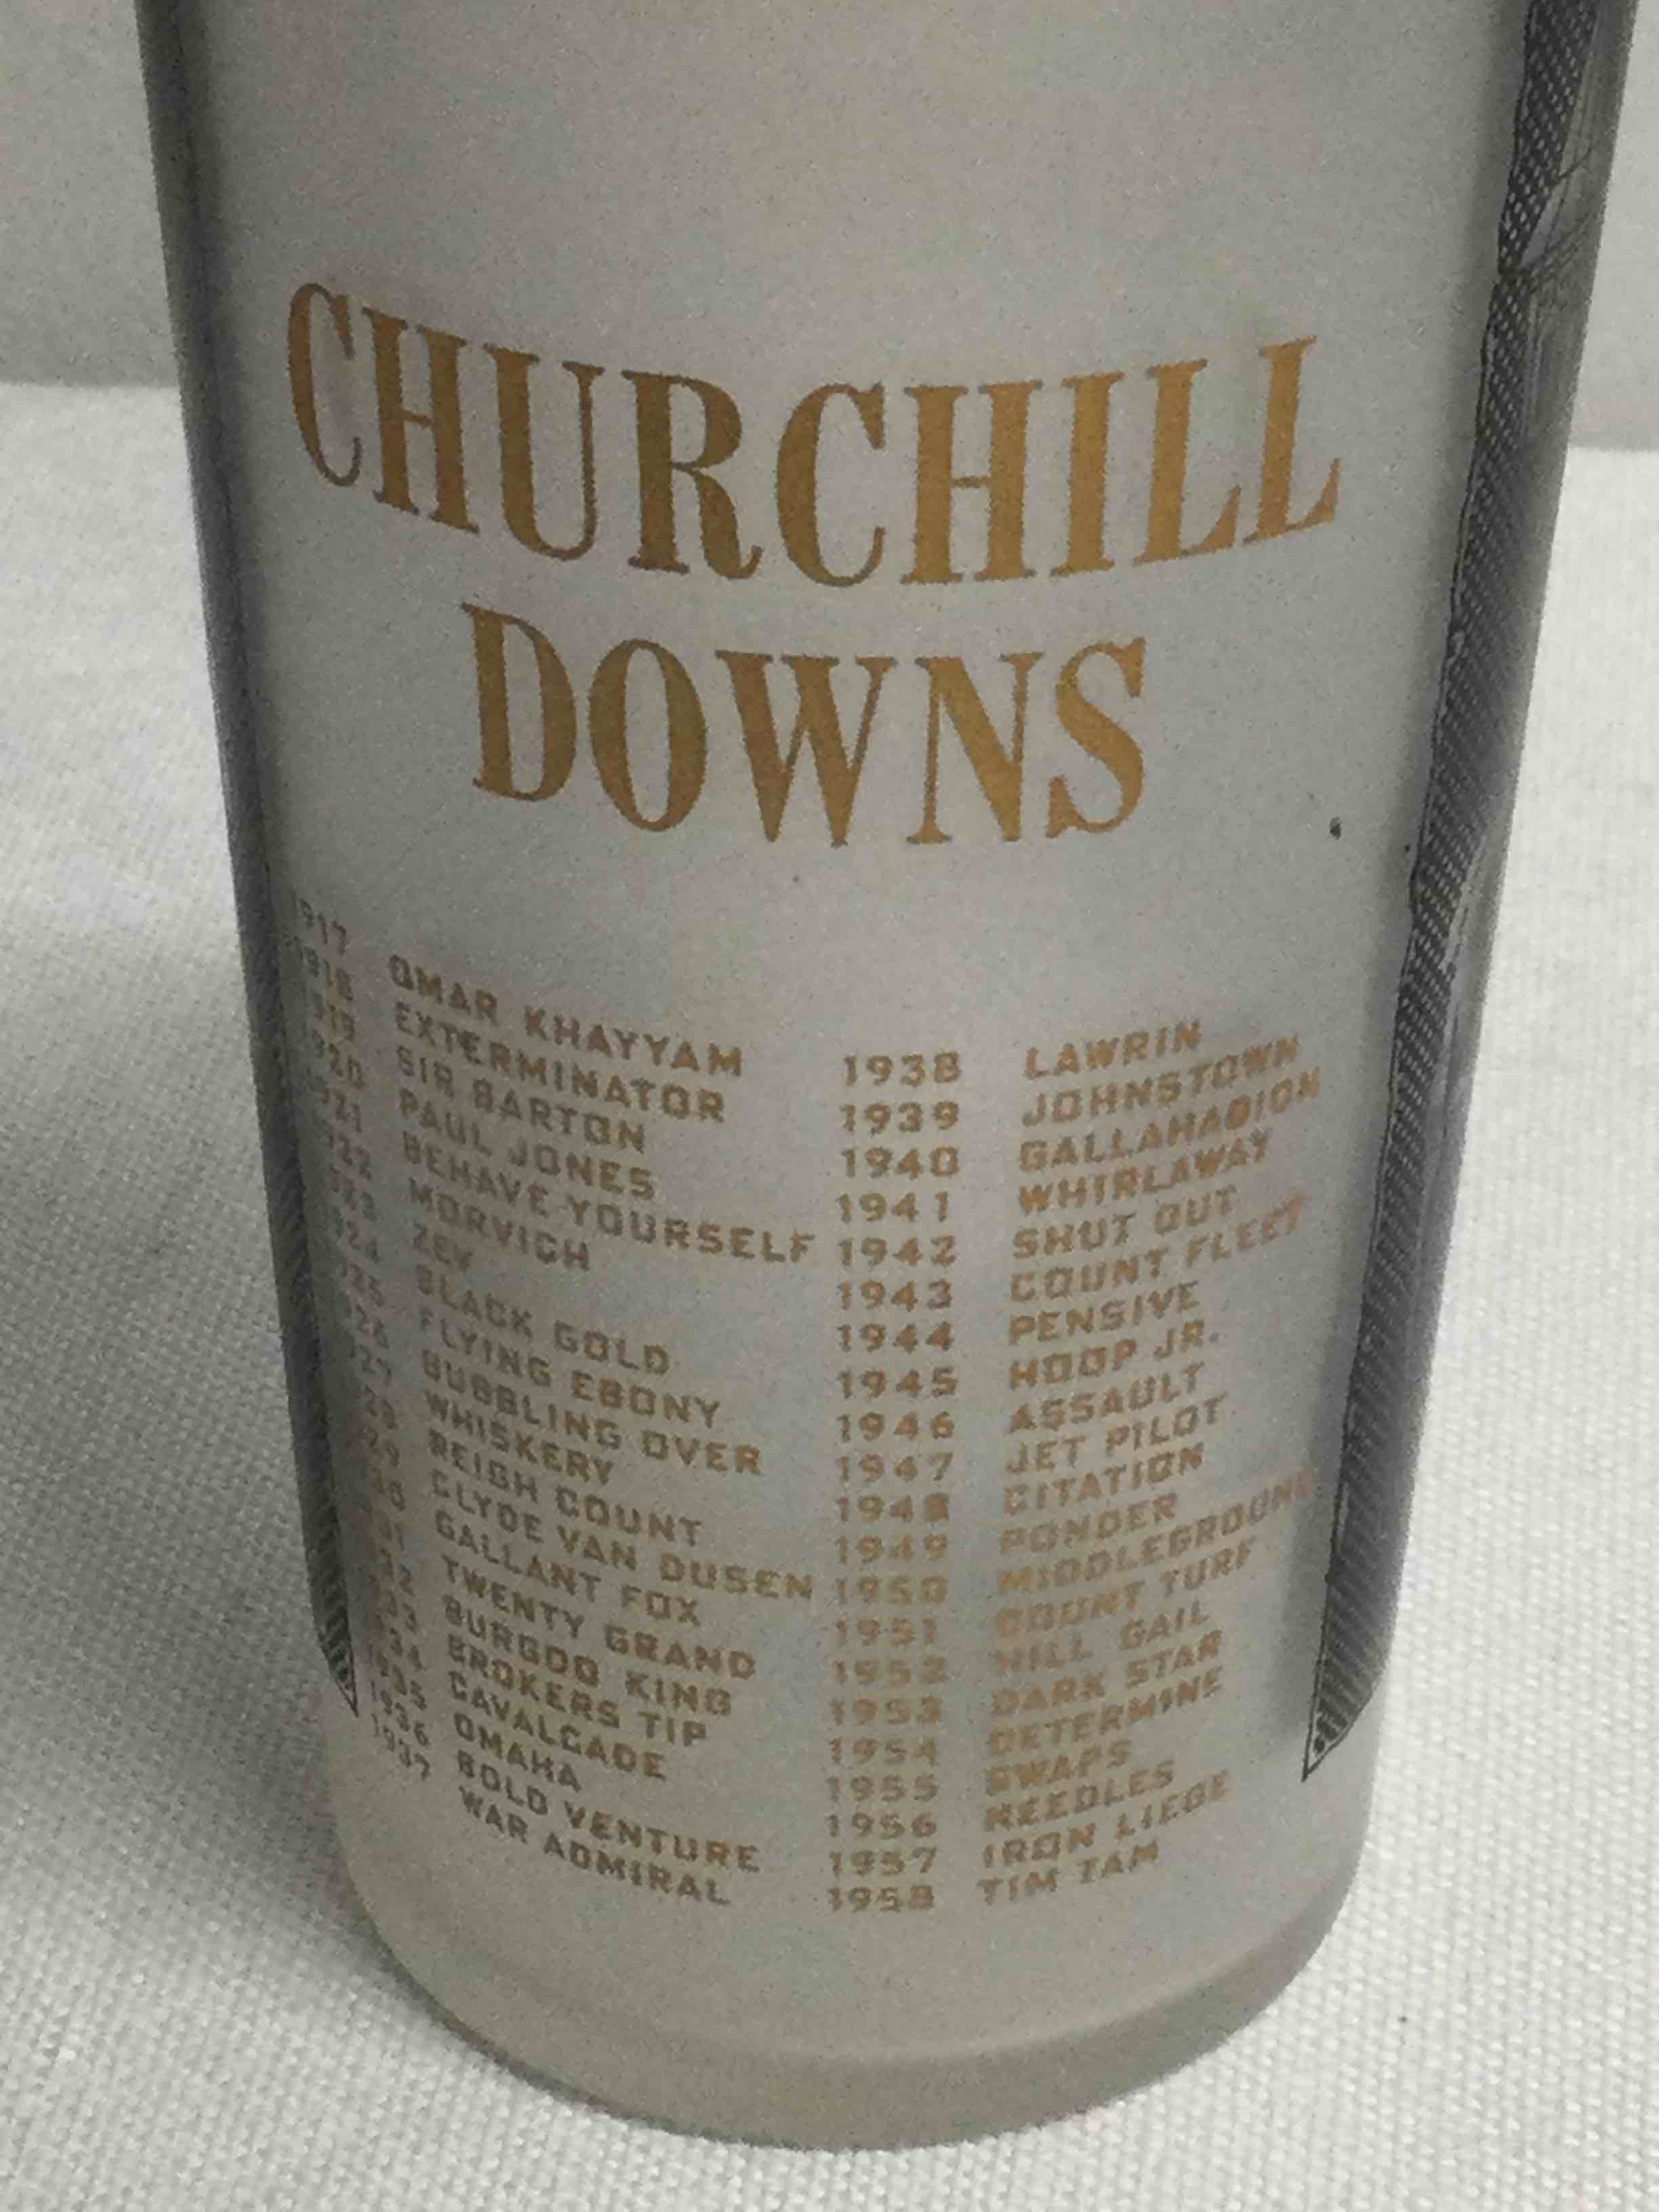 CHURCHILL
DOWNS
1917 OMAR KHAYYAM
1918 EXTERMINATOR
1919 SIR BARTON
1920 PAUL JONES
1921 BEHAVE YOURSELF
1922 MORVICH
1923 ZEV
1924 BLACK GOLD
1925 FLYING EBONY
1926 BUBBLING OVER
1927 WHISKERY
1928 REIGH COUNT
1929 CLYDE VAN DUSEN
1930 GALLANT FOX
1931 TWENTY GRAND
1932 BURGOO KING
1933 BROKERS TIP
1934 CAVALCADE
1935 OMAHA
1936 BOLD VENTURE
1937 WAR ADMIRAL
1938 LAWRIN
1939 JOHNSTOWN
1940 GALLAHADION
1941 WHIRLAWAY
1942 SHUT OUT
1943 COUNT FLEET
1944 PENSIVE
1945 HOOP JR.
1946 ASSAULT
1947 JET PILOT
1948 CITATION
1949 PONDER
1950 MIDDLEGROUND
1951 COUNT TURF
1952 HILL GAIL
1953 DARK STAR
1954 DETERMINE
1955 SWAPS
1956 NEEDLES
1957 IRON LIEGE
1958 TIM TAM